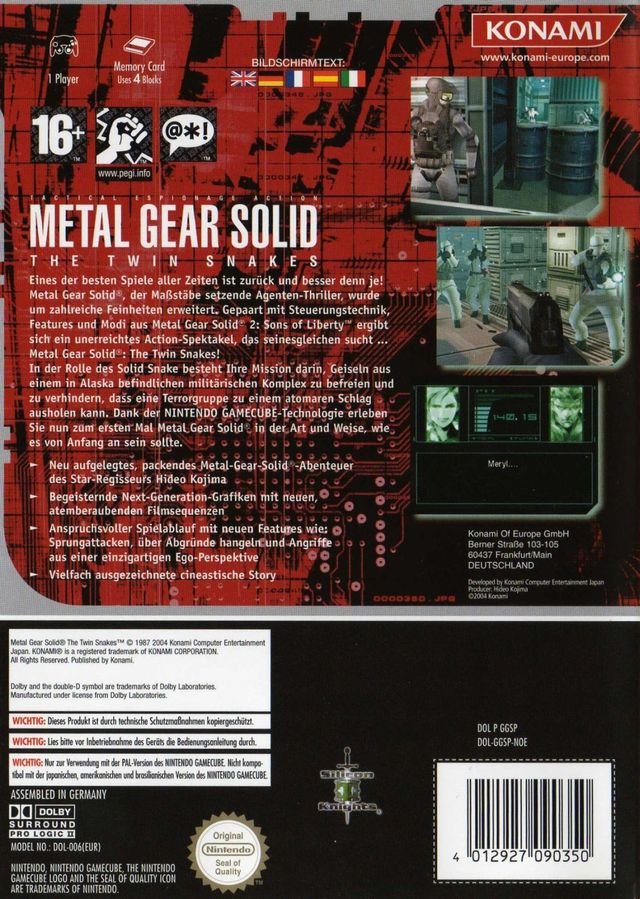 KONAMI
www.konami-europe.com
1 Player
Memory Card
Uses 4 Blocks
BILDSCHIRMTEXT:
16+
@*!
www.pegi.info
TACTICAL ESPIONAGE ACTION
METAL GEAR SOLID
THE TWIN SNAKES
Eines der besten Spiele aller Zeiten ist zurück und besser denn je!
Metal Gear Solid®, der Maßstäbe setzende Agenten-Thriller, wurde
um zahlreiche Feinheiten erweitert. Gepaart mit Steuerungstechnik,
Features und Modi aus Metal Gear Solid® 2: Sons of Liberty™ ergibt
sich ein unerreichtes Action-Spektakel, das seinesgleichen sucht ...
Metal Gear Solid®: The Twin Snakes!
In der Rolle des Solid Snake besteht Ihre Mission darin, Geiseln aus
einem in Alaska befindlichen militärischen Komplex zu befreien und
zu verhindern, dass eine Terrorgruppe zu einem atomaren Schlag
ausholen kann. Dank der NINTENDO GAMECUBE-Technologie erleben
Sie nun zum ersten Mal Metal Gear Solid® in der Art und Weise, wie
es von Anfang an sein sollte.
► Neu aufgelegtes, packendes Metal-Gear-Solid®-Abenteuer
des Star-Regisseurs Hideo Kojima
► Begeisternde Next-Generation-Grafiken mit neuen,
atemberaubenden Filmsequenzen
► Anspruchsvoller Spielablauf mit neuen Features wie:
Sprungattacken, über Abgründe hangeln und Angriffe
aus einer einzigartigen Ego-Perspektive
► Vielfach ausgezeichnete cineastische Story
140.15
Meryl....
Konami Of Europe GmbH
Berner Straße 103-105
60437 Frankfurt/Main
DEUTSCHLAND
Developed by Konami Computer Entertainment Japan
Producer: Hideo Kojima
©2004 Konami
0000350.JPG
Metal Gear Solid® The Twin Snakes™ © 1987 2004 Konami Computer Entertainment
Japan. KONAMI® is a registered trademark of KONAMI CORPORATION.
All Rights Reserved. Published by Konami.
Dolby and the double-D symbol are trademarks of Dolby Laboratories.
Manufactured under license from Dolby Laboratories.
WICHTIG: Dieses Produkt ist durch technische Schutzmaßnahmen kopiergeschützt.
WICHTIG: Lies bitte vor Inbetriebnahme des Geräts die Bedienungsanleitung durch.
WICHTIG: Nur zur Verwendung mit der PAL-Version des NINTENDO GAMECUBE. Nicht kompa-
tibel mit der japanischen, amerikanischen und brasilianischen Version des NINTENDO GAMECUBE.
ASSEMBLED IN GERMANY
DOLBY
SURROUND
PRO LOGIC II
MODEL NO.: DOL-006(EUR)
NINTENDO, NINTENDO GAMECUBE, THE NINTENDO
GAMECUBE LOGO AND THE SEAL OF QUALITY ICON
ARE TRADEMARKS OF NINTENDO.
Original
Nintendo
Seal of
Quality
TM
Silicon
Knights
DOL P GGSP
DOL-GGSP-NOE
4 012927 090350